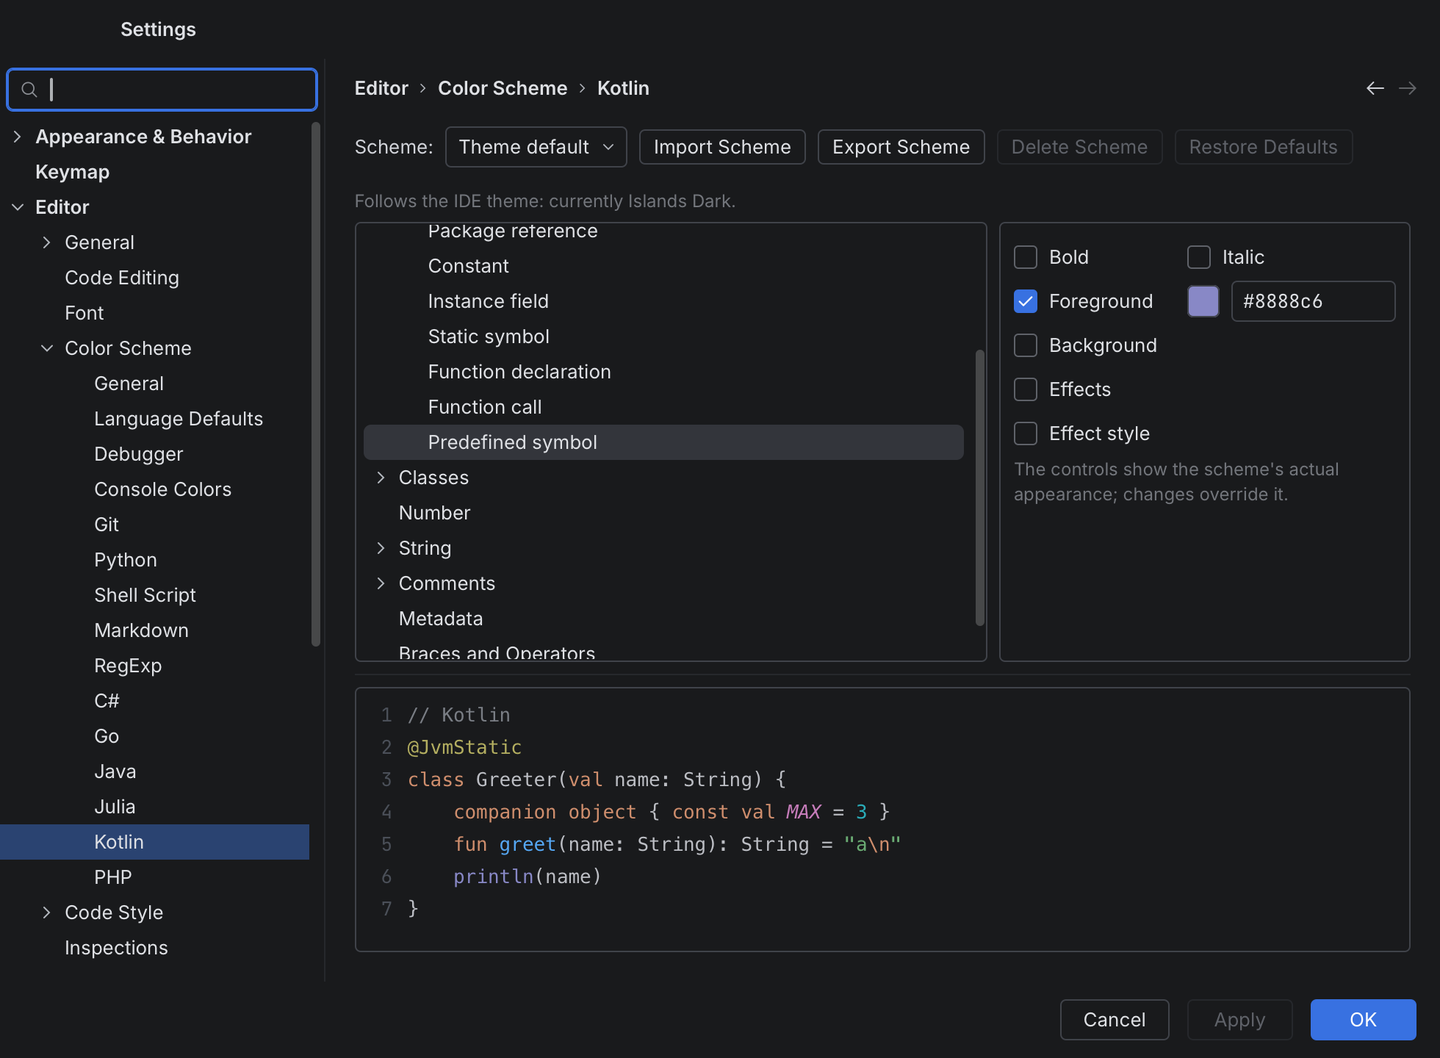 Settings
Appearance & Behavior
Keymap
Editor
General
Code Editing
Font
Color Scheme
General
Language Defaults
Debugger
Console Colors
Git
Python
Shell Script
Markdown
RegExp
C#
Go
Java
Julia
Kotlin
PHP
Code Style
Inspections
Editor › Color Scheme › Kotlin
Scheme: Theme default Import Scheme Export Scheme Delete Scheme Restore Defaults
Follows the IDE theme: currently Islands Dark.
Package reference
Constant
Instance field
Static symbol
Function declaration
Function call
Predefined symbol
Classes
Number
String
Comments
Metadata
Braces and Operators
Bold Italic
Foreground #8888c6
Background
Effects
Effect style
The controls show the scheme's actual
appearance; changes override it.
1 // Kotlin
2 @JvmStatic
3 class Greeter(val name: String) {
4     companion object { const val MAX = 3 }
5     fun greet(name: String): String = "a\n"
6     println(name)
7 }
Cancel Apply OK